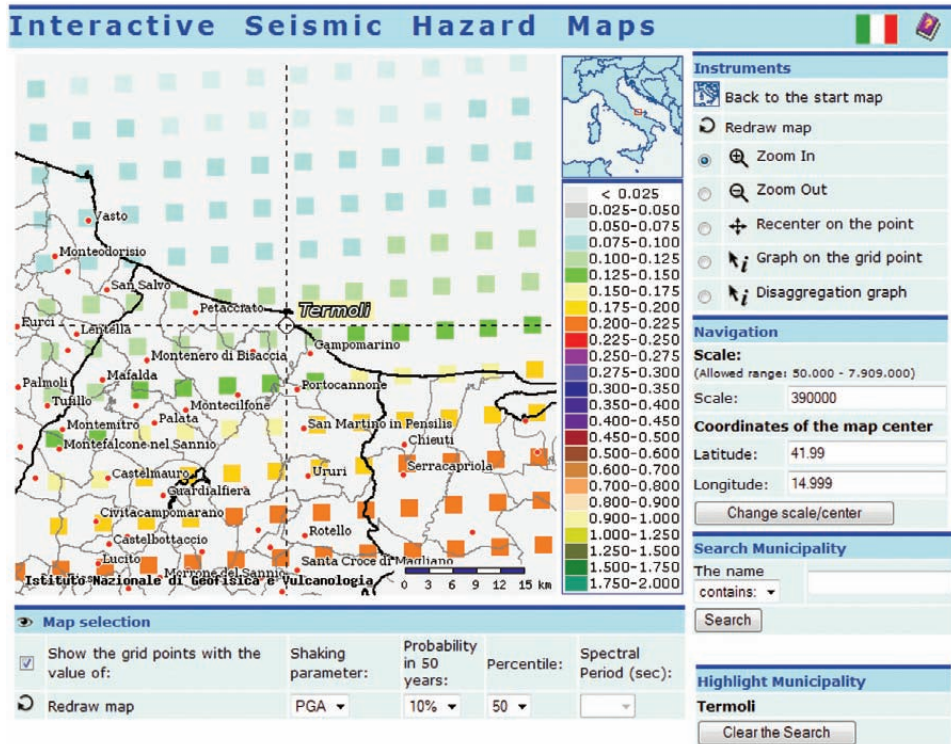 Interactive Seismic Hazard Maps
Vasto
Monteodorisio
San Salvo
Petacciato
Termoli
Furci
Lentella
Montenero di Bisaccia
Campomarino
Palmoli
Mafalda
Portocannone
Tufillo
Montecilfone
Palata
Montemitro
San Martino in Pensilis
Montefalcone nel Sannio
Chieuti
Castelmauro
Ururi
Serracapriola
Guardialfiera
Civitacampomarano
Castelbottaccio
Rotello
Lucito
Santa Croce di Magliano
Morrone del Sannio
Istituto Nazionale di Geofisica e Vulcanologia
0 3 6 9 12 15 km
< 0.025
0.025-0.050
0.050-0.075
0.075-0.100
0.100-0.125
0.125-0.150
0.150-0.175
0.175-0.200
0.200-0.225
0.225-0.250
0.250-0.275
0.275-0.300
0.300-0.350
0.350-0.400
0.400-0.450
0.450-0.500
0.500-0.600
0.600-0.700
0.700-0.800
0.800-0.900
0.900-1.000
1.000-1.250
1.250-1.500
1.500-1.750
1.750-2.000
Instruments
Back to the start map
Redraw map
Zoom In
Zoom Out
Recenter on the point
Graph on the grid point
Disaggregation graph
Navigation
Scale:
(Allowed range: 50.000 - 7.909.000)
Scale: 390000
Coordinates of the map center
Latitude: 41.99
Longitude: 14.999
Change scale/center
Search Municipality
The name
contains:
Search
Highlight Municipality
Termoli
Clear the Search
Map selection
Show the grid points with the value of:
Shaking parameter:
Probability in 50 years:
Percentile:
Spectral Period (sec):
Redraw map
PGA
10%
50